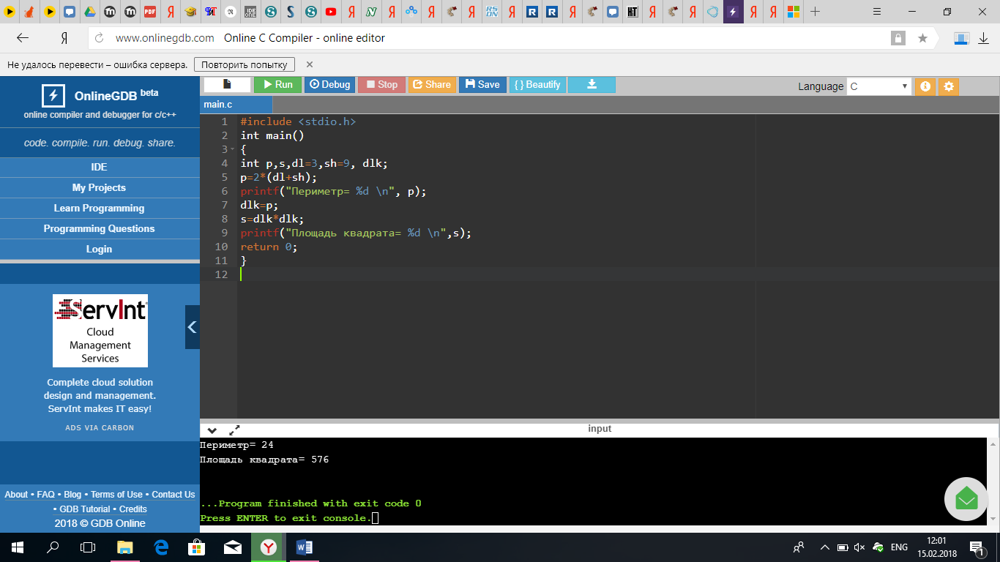 www.onlinegdb.com Online C Compiler - online editor
Не удалось перевести – ошибка сервера. Повторить попытку
OnlineGDB beta
online compiler and debugger for c/c++
code. compile. run. debug. share.
IDE
My Projects
Learn Programming
Programming Questions
Login
ServInt
Cloud
Management
Services
Complete cloud solution
design and management.
ServInt makes IT easy!
ADS VIA CARBON
About • FAQ • Blog • Terms of Use • Contact Us
• GDB Tutorial • Credits
2018 © GDB Online
Run Debug Stop Share Save { } Beautify Language C
main.c
1 #include <stdio.h>
2 int main()
3 {
4 int p,s,dl=3,sh=9, dlk;
5 p=2*(dl+sh);
6 printf("Периметр= %d \n", p);
7 dlk=p;
8 s=dlk*dlk;
9 printf("Площадь квадрата= %d \n",s);
10 return 0;
11 }
12
input
Периметр= 24
Площадь квадрата= 576
...Program finished with exit code 0
Press ENTER to exit console.
ENG
12:01
15.02.2018
1